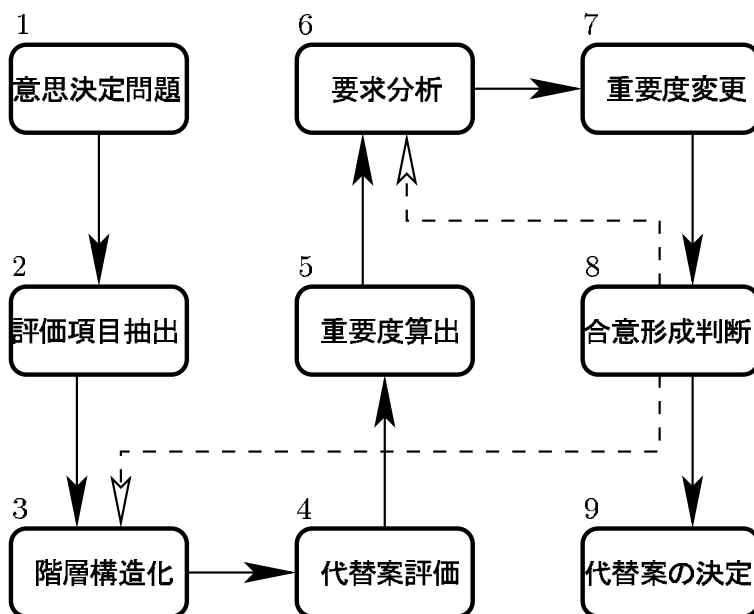 1
意思決定問題
2
評価項目抽出
3
階層構造化
4
代替案評価
5
重要度算出
6
要求分析
7
重要度変更
8
合意形成判断
9
代替案の決定